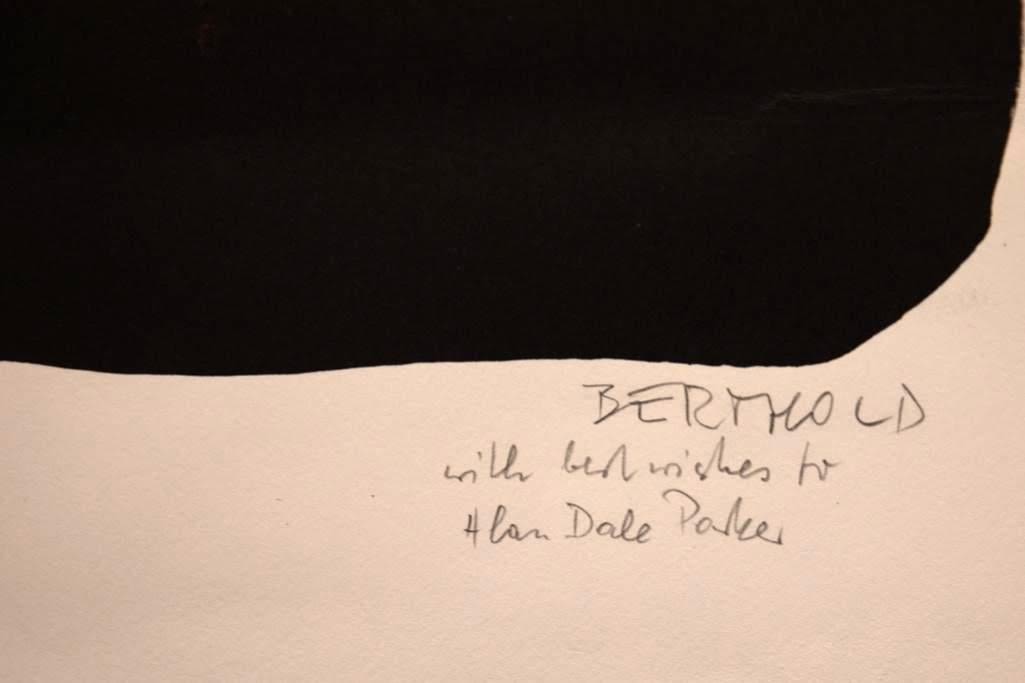 BERTHOLD
with best wishes to
Alan Dale Parker